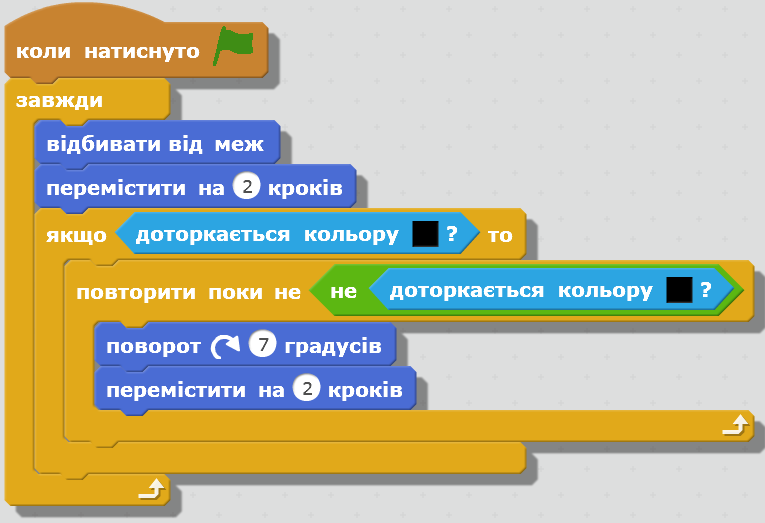 коли натиснуто
завжди
відбивати від меж
перемістити на 2 кроків
якщо доторкається кольору ? то
повторити поки не не доторкається кольору ?
поворот 7 градусів
перемістити на 2 кроків